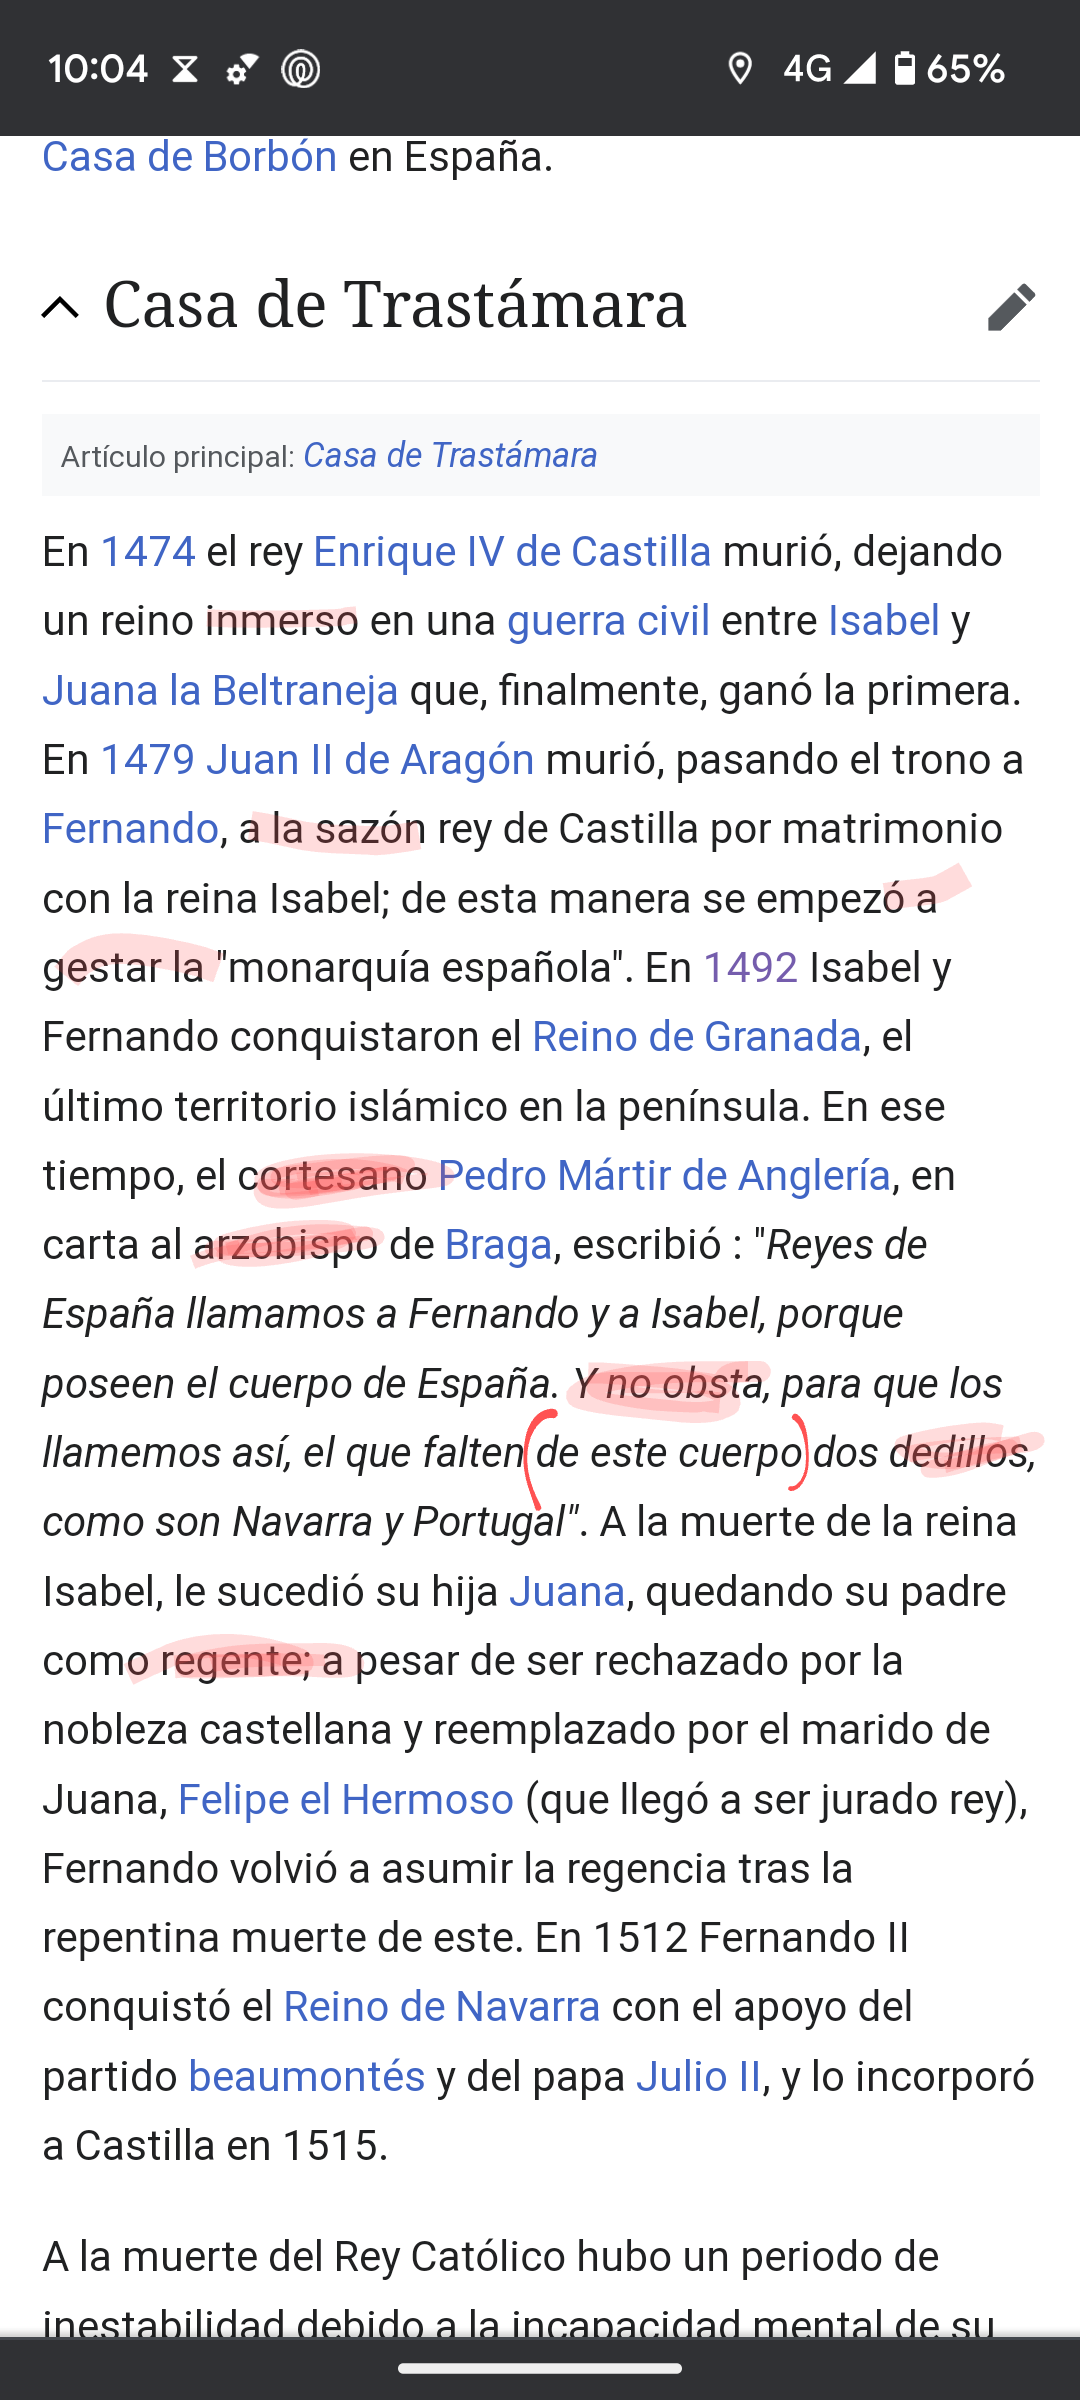 10:04 4G 65%
Casa de Borbón en España.
Casa de Trastámara
Artículo principal: Casa de Trastámara
En 1474 el rey Enrique IV de Castilla murió, dejando
un reino inmerso en una guerra civil entre Isabel y
Juana la Beltraneja que, finalmente, ganó la primera.
En 1479 Juan II de Aragón murió, pasando el trono a
Fernando, a la sazón rey de Castilla por matrimonio
con la reina Isabel; de esta manera se empezó a
gestar la "monarquía española". En 1492 Isabel y
Fernando conquistaron el Reino de Granada, el
último territorio islámico en la península. En ese
tiempo, el cortesano Pedro Mártir de Anglería, en
carta al arzobispo de Braga, escribió : "Reyes de
España llamamos a Fernando y a Isabel, porque
poseen el cuerpo de España. Y no obsta, para que los
llamemos así, el que falten (de este cuerpo) dos dedillos,
como son Navarra y Portugal". A la muerte de la reina
Isabel, le sucedió su hija Juana, quedando su padre
como regente; a pesar de ser rechazado por la
nobleza castellana y reemplazado por el marido de
Juana, Felipe el Hermoso (que llegó a ser jurado rey),
Fernando volvió a asumir la regencia tras la
repentina muerte de este. En 1512 Fernando II
conquistó el Reino de Navarra con el apoyo del
partido beaumontés y del papa Julio II, y lo incorporó
a Castilla en 1515.
A la muerte del Rey Católico hubo un periodo de
inestabilidad debido a la incapacidad mental de su